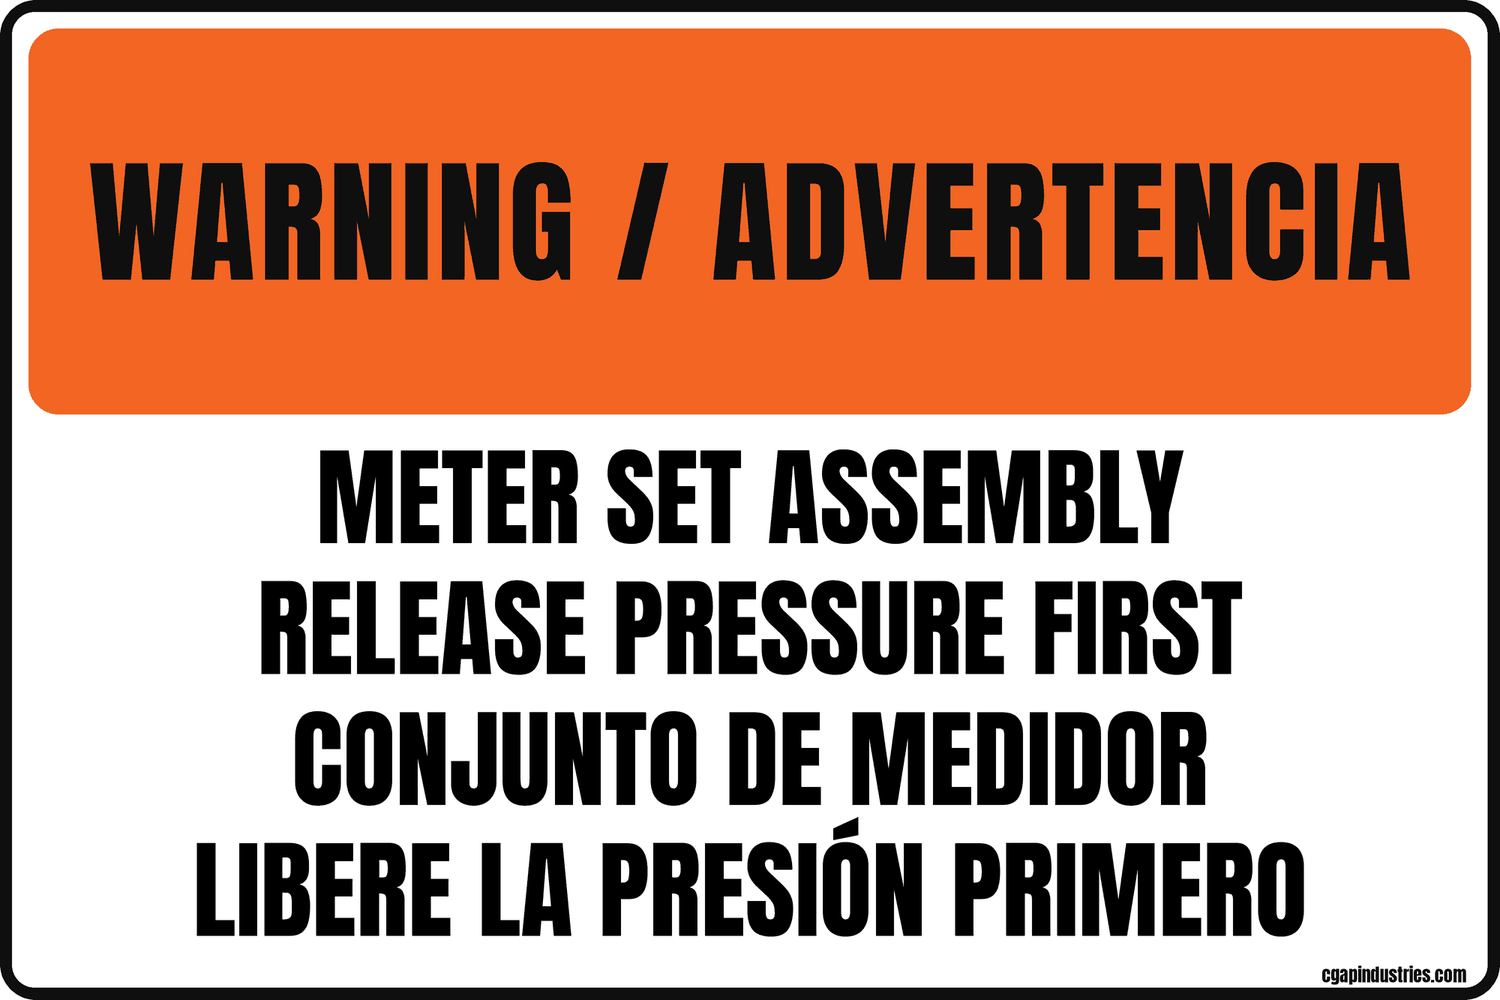 WARNING / ADVERTENCIA
METER SET ASSEMBLY
RELEASE PRESSURE FIRST
CONJUNTO DE MEDIDOR
LIBERE LA PRESIÓN PRIMERO
cgapindustries.com